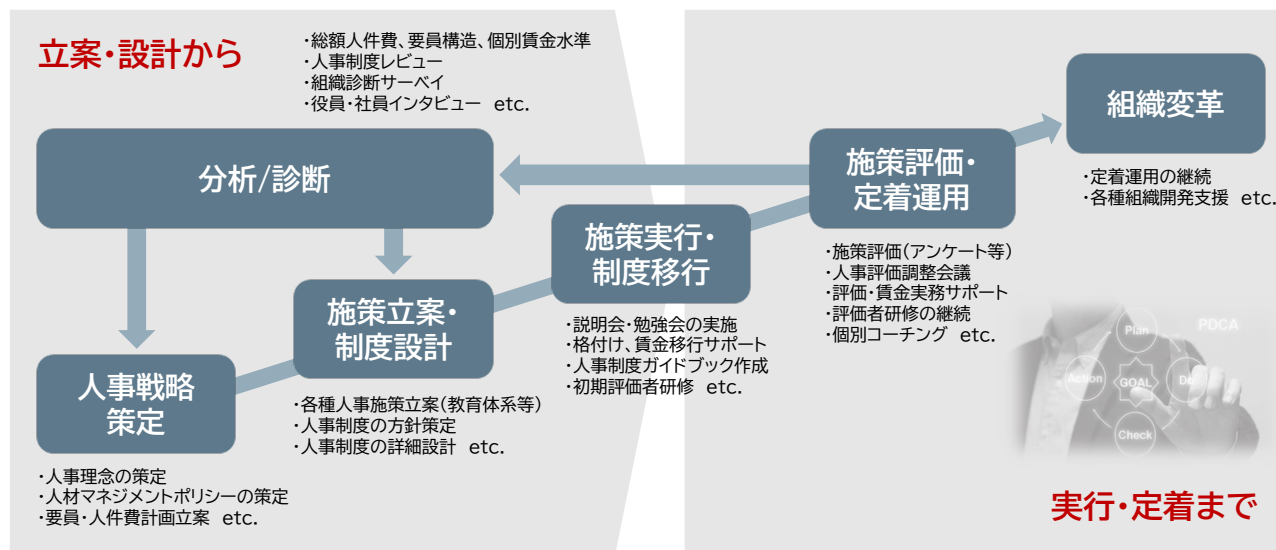 立案・設計から
・総額人件費、要員構造、個別賃金水準
・人事制度レビュー
・組織診断サーベイ
・役員・社員インタビュー etc.
分析/診断
人事戦略
策定
・人事理念の策定
・人材マネジメントポリシーの策定
・要員・人件費計画立案 etc.
施策立案・
制度設計
・各種人事施策立案(教育体系等)
・人事制度の方針策定
・人事制度の詳細設計 etc.
施策実行・
制度移行
・説明会・勉強会の実施
・格付け、賃金移行サポート
・人事制度ガイドブック作成
・初期評価者研修 etc.
施策評価・
定着運用
・施策評価(アンケート等)
・人事評価調整会議
・評価・賃金実務サポート
・評価者研修の継続
・個別コーチング etc.
組織変革
・定着運用の継続
・各種組織開発支援 etc.
PDCA
Plan
Action
GOAL
Do
Check
実行・定着まで